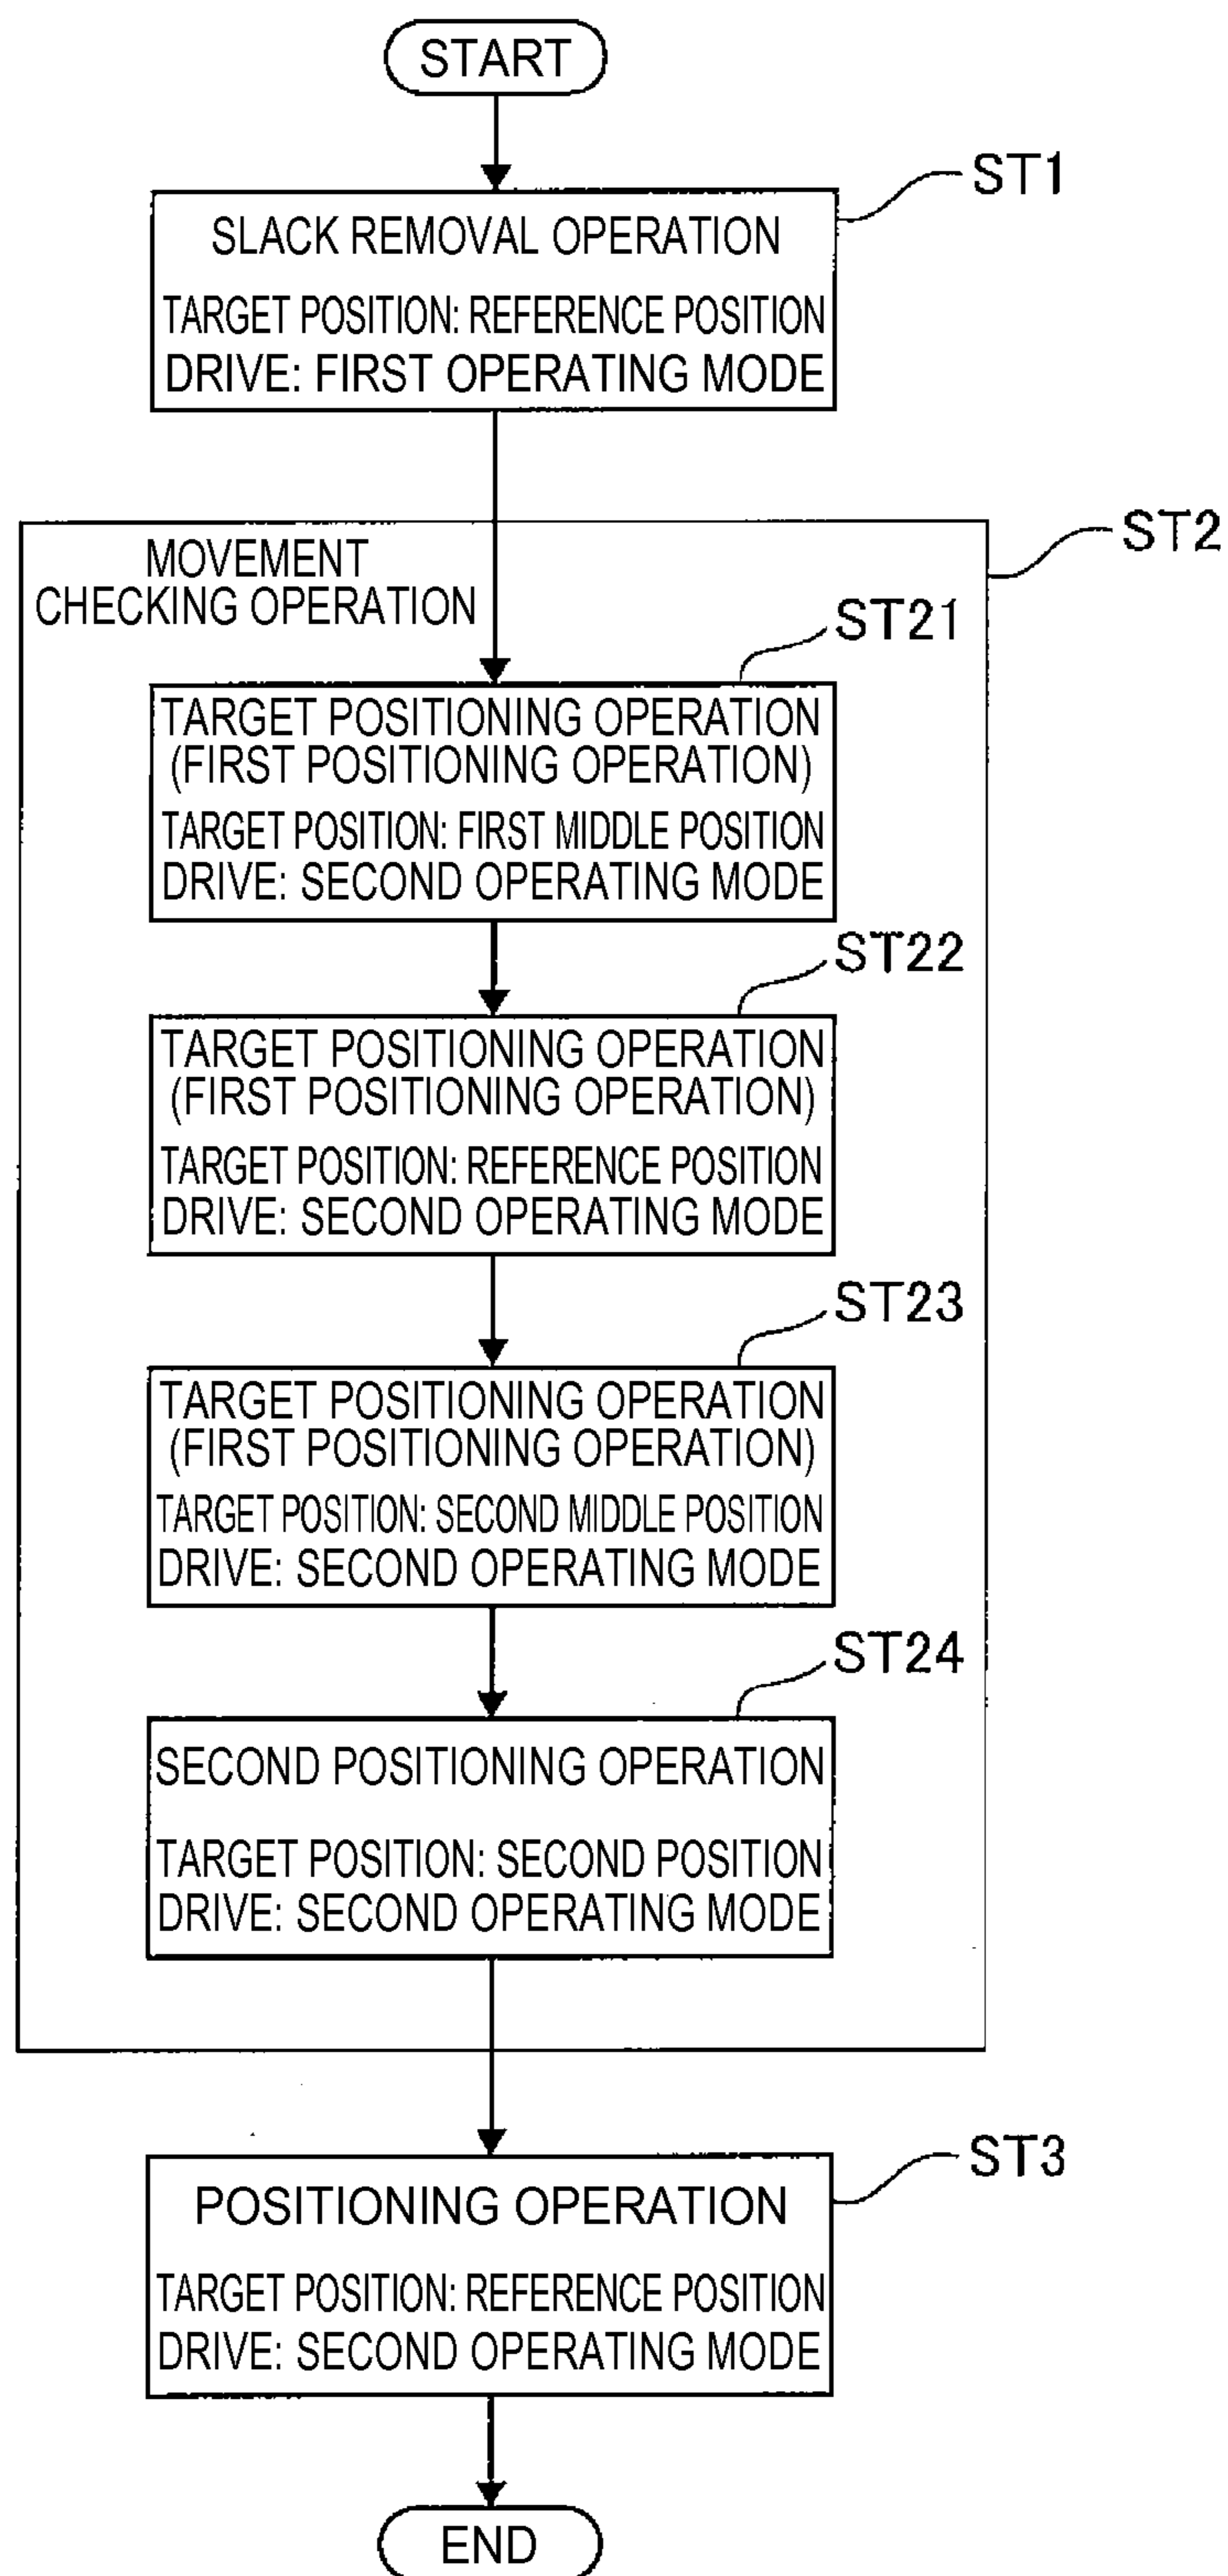 START
ST1
SLACK REMOVAL OPERATION
TARGET POSITION: REFERENCE POSITION
DRIVE: FIRST OPERATING MODE
ST2
MOVEMENT
CHECKING OPERATION
ST21
TARGET POSITIONING OPERATION
(FIRST POSITIONING OPERATION)
TARGET POSITION: FIRST MIDDLE POSITION
DRIVE: SECOND OPERATING MODE
ST22
TARGET POSITIONING OPERATION
(FIRST POSITIONING OPERATION)
TARGET POSITION: REFERENCE POSITION
DRIVE: SECOND OPERATING MODE
ST23
TARGET POSITIONING OPERATION
(FIRST POSITIONING OPERATION)
TARGET POSITION: SECOND MIDDLE POSITION
DRIVE: SECOND OPERATING MODE
ST24
SECOND POSITIONING OPERATION
TARGET POSITION: SECOND POSITION
DRIVE: SECOND OPERATING MODE
ST3
POSITIONING OPERATION
TARGET POSITION: REFERENCE POSITION
DRIVE: SECOND OPERATING MODE
END